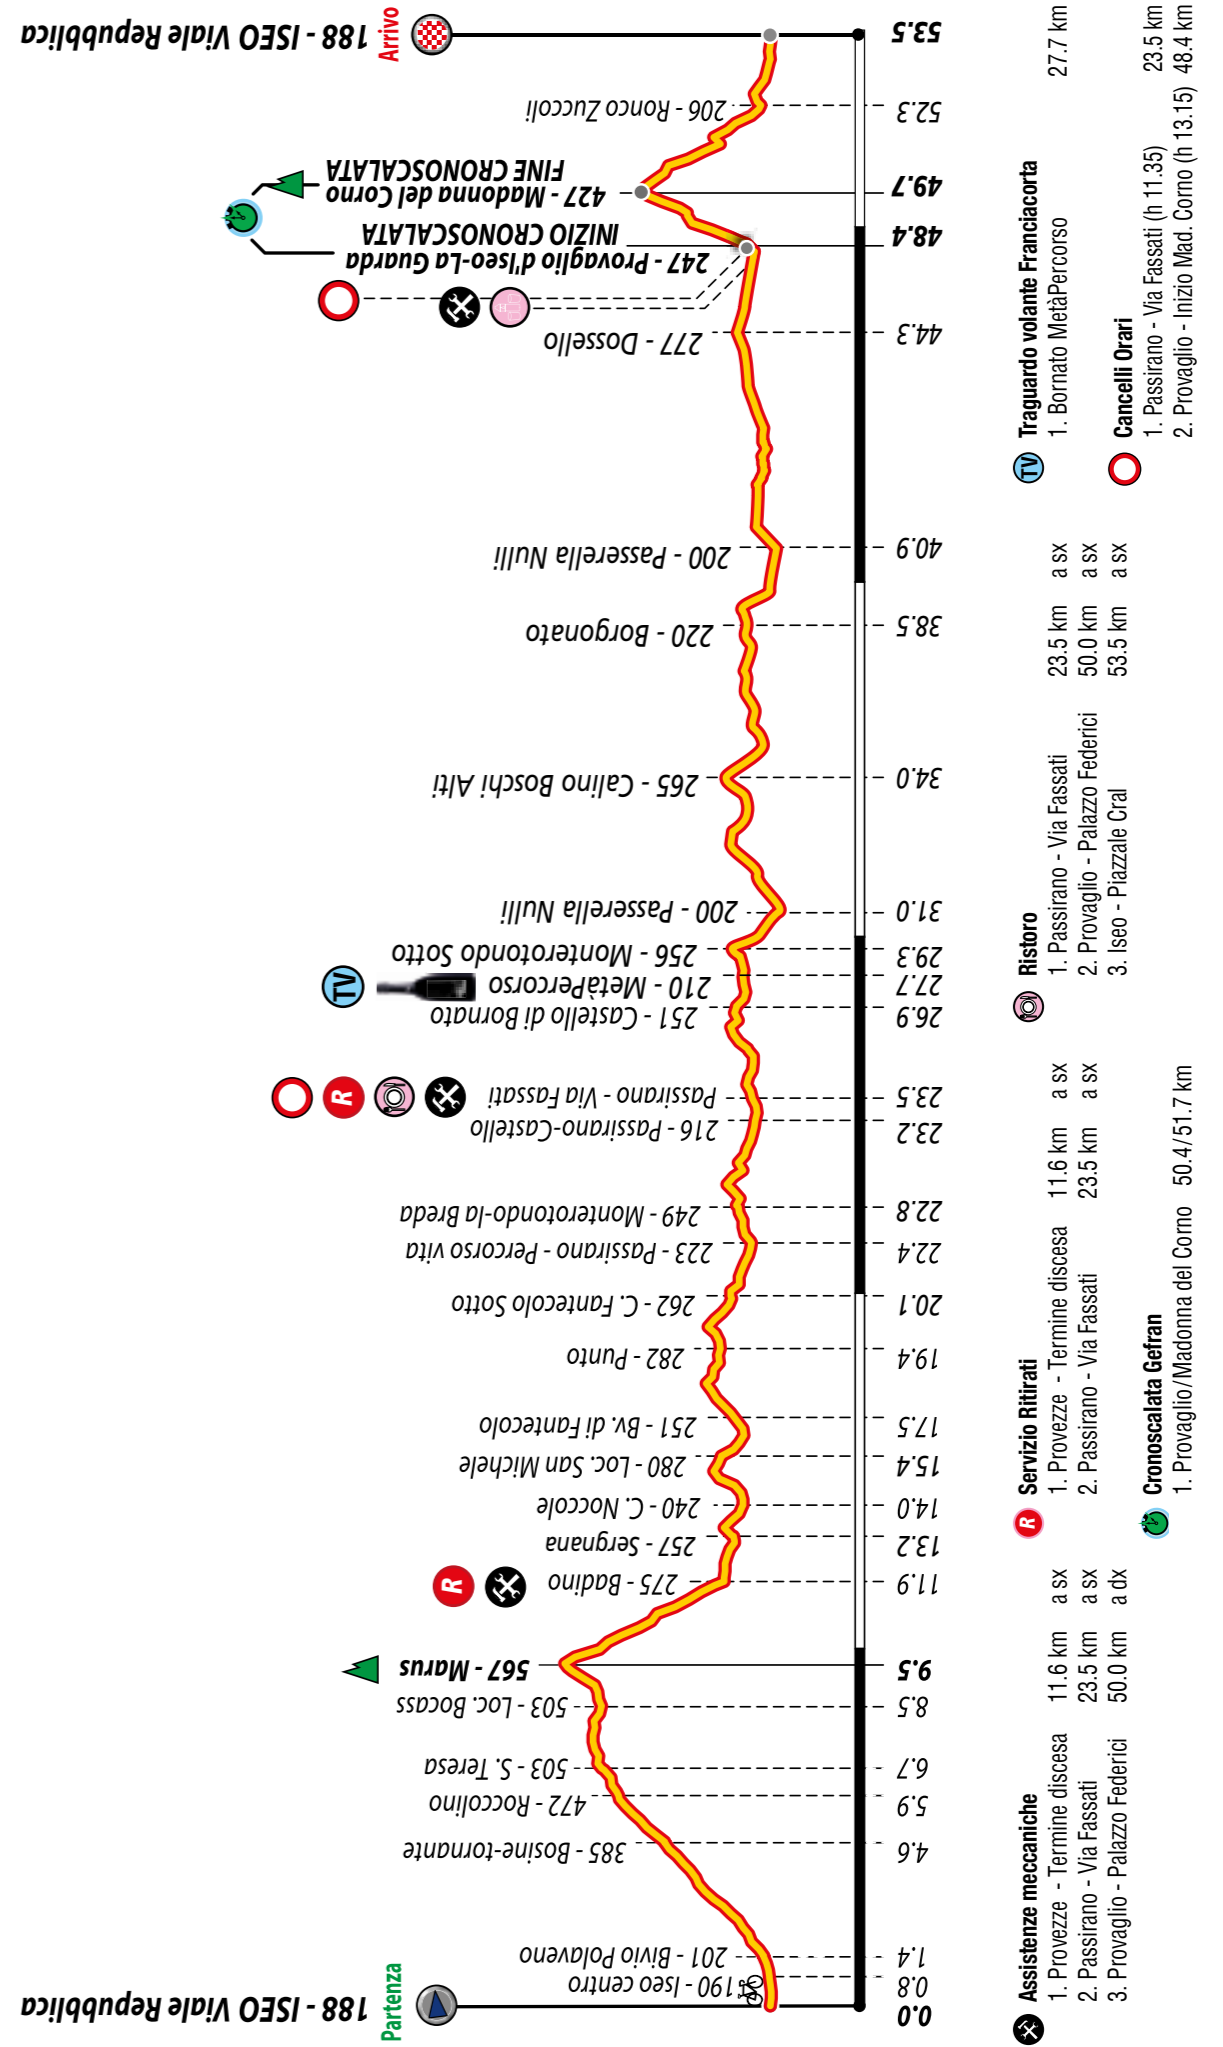 Partenza
188 - ISEO Viale Repubblica
0.0
190 - Iseo centro
0.8
201 - Bivio Polaveno
1.4
385 - Bosine-tornante
4.6
472 - Roccolino
5.9
503 - S. Teresa
6.7
503 - Loc. Bocass
8.5
567 - Marus
9.5
R
275 - Badino
11.9
257 - Sergnana
13.2
240 - C. Noccole
14.0
280 - Loc. San Michele
15.4
251 - Bv. di Fantecolo
17.5
282 - Punto
19.4
262 - C. Fantecolo Sotto
20.1
223 - Passirano - Percorso vita
22.4
249 - Monterotondo-la Breda
22.8
216 - Passirano-Castello
23.2
R
Passirano - Via Fassati
23.5
251 - Castello di Bornato
26.9
TV
210 - MetàPercorso
27.7
256 - Monterotondo Sotto
29.3
200 - Passerella Nulli
31.0
265 - Calino Boschi Alti
34.0
220 - Borgonato
38.5
200 - Passerella Nulli
40.9
277 - Dossello
44.3
247 - Provaglio d'Iseo-La Guarda
INIZIO CRONOSCALATA
48.4
427 - Madonna del Corno
FINE CRONOSCALATA
49.7
206 - Ronco Zuccoli
52.3
Arrivo
188 - ISEO Viale Repubblica
53.5
Assistenze meccaniche
1. Provezze - Termine discesa 11.6 km a sx
2. Passirano - Via Fassati 23.5 km a sx
3. Provaglio - Palazzo Federici 50.0 km a dx
R Servizio Ritirati
1. Provezze - Termine discesa 11.6 km a sx
2. Passirano - Via Fassati 23.5 km a sx
Cronoscalata Gefran
1. Provaglio/Madonna del Corno 50.4/51.7 km
Ristoro
1. Passirano - Via Fassati 23.5 km a sx
2. Provaglio - Palazzo Federici 50.0 km a sx
3. Iseo - Piazzale Cral 53.5 km a sx
TV Traguardo volante Franciacorta
1. Bornato MetàPercorso 27.7 km
Cancelli Orari
1. Passirano - Via Fassati (h 11.35) 23.5 km
2. Provaglio - Inizio Mad. Corno (h 13.15) 48.4 km